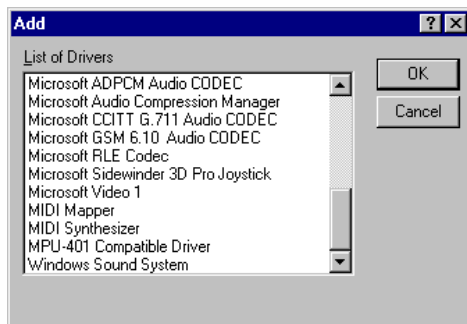 Add
List of Drivers
Microsoft ADPCM Audio CODEC
Microsoft Audio Compression Manager
Microsoft CCITT G.711 Audio CODEC
Microsoft GSM 6.10 Audio CODEC
Microsoft RLE Codec
Microsoft Sidewinder 3D Pro Joystick
Microsoft Video 1
MIDI Mapper
MIDI Synthesizer
MPU-401 Compatible Driver
Windows Sound System
OK
Cancel